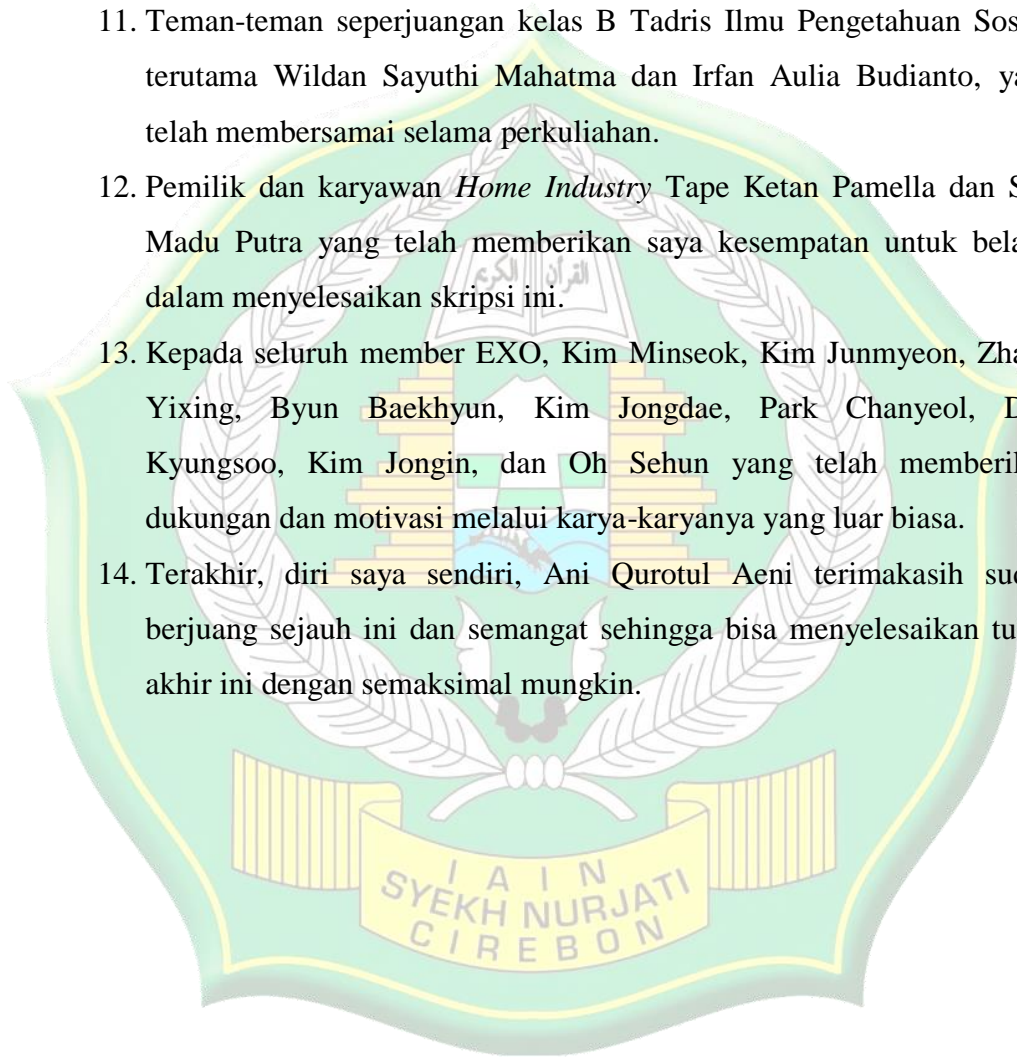 11. Teman-teman seperjuangan kelas B Tadris Ilmu Pengetahuan Sos
terutama Wildan Sayuthi Mahatma dan Irfan Aulia Budianto, ya
telah membersamai selama perkuliahan.
12. Pemilik dan karyawan Home Industry Tape Ketan Pamella dan S
Madu Putra yang telah memberikan saya kesempatan untuk bela
dalam menyelesaikan skripsi ini.
القرآن الكريم
13. Kepada seluruh member EXO, Kim Minseok, Kim Junmyeon, Zha
Yixing, Byun Baekhyun, Kim Jongdae, Park Chanyeol, D
Kyungsoo, Kim Jongin, dan Oh Sehun yang telah memberi
dukungan dan motivasi melalui karya-karyanya yang luar biasa.
14. Terakhir, diri saya sendiri, Ani Qurotul Aeni terimakasih su
berjuang sejauh ini dan semangat sehingga bisa menyelesaikan tu
akhir ini dengan semaksimal mungkin.
IAIN
SYEKH NURJATI
CIREBON